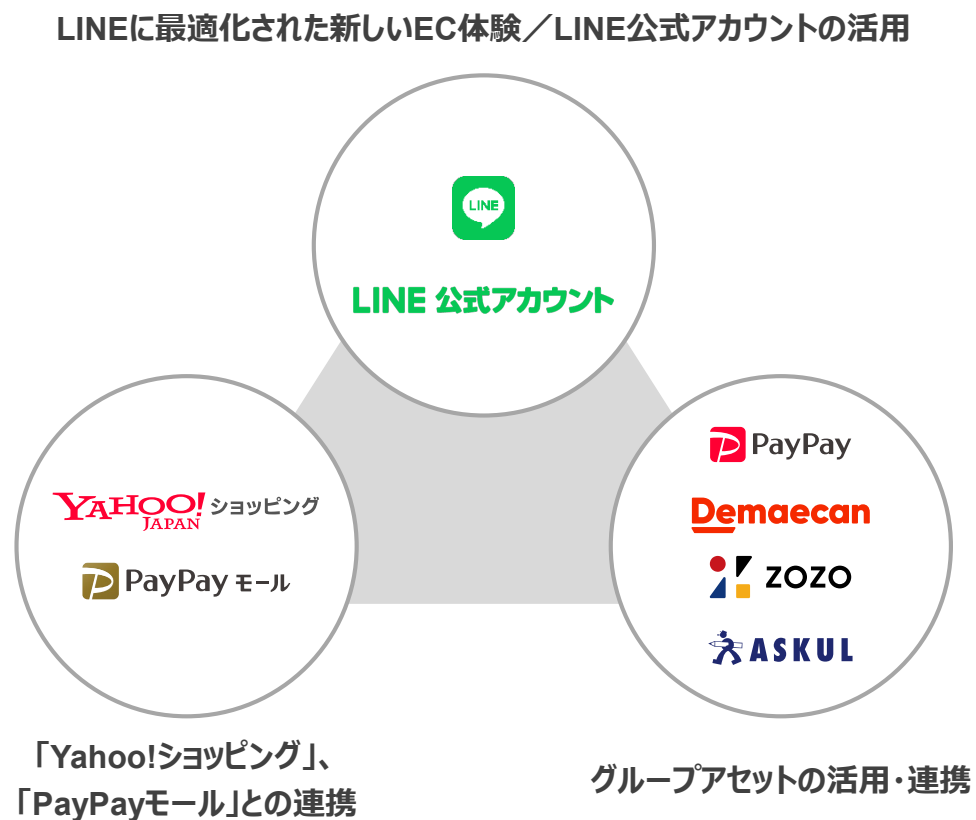 LINEに最適化された新しいEC体験／LINE公式アカウントの活用
LINE
LINE 公式アカウント
YAHOO! ショッピング
JAPAN
PayPay モール
PayPay
Demaecan
ZOZO
ASKUL
「Yahoo!ショッピング」、
「PayPayモール」との連携
グループアセットの活用・連携